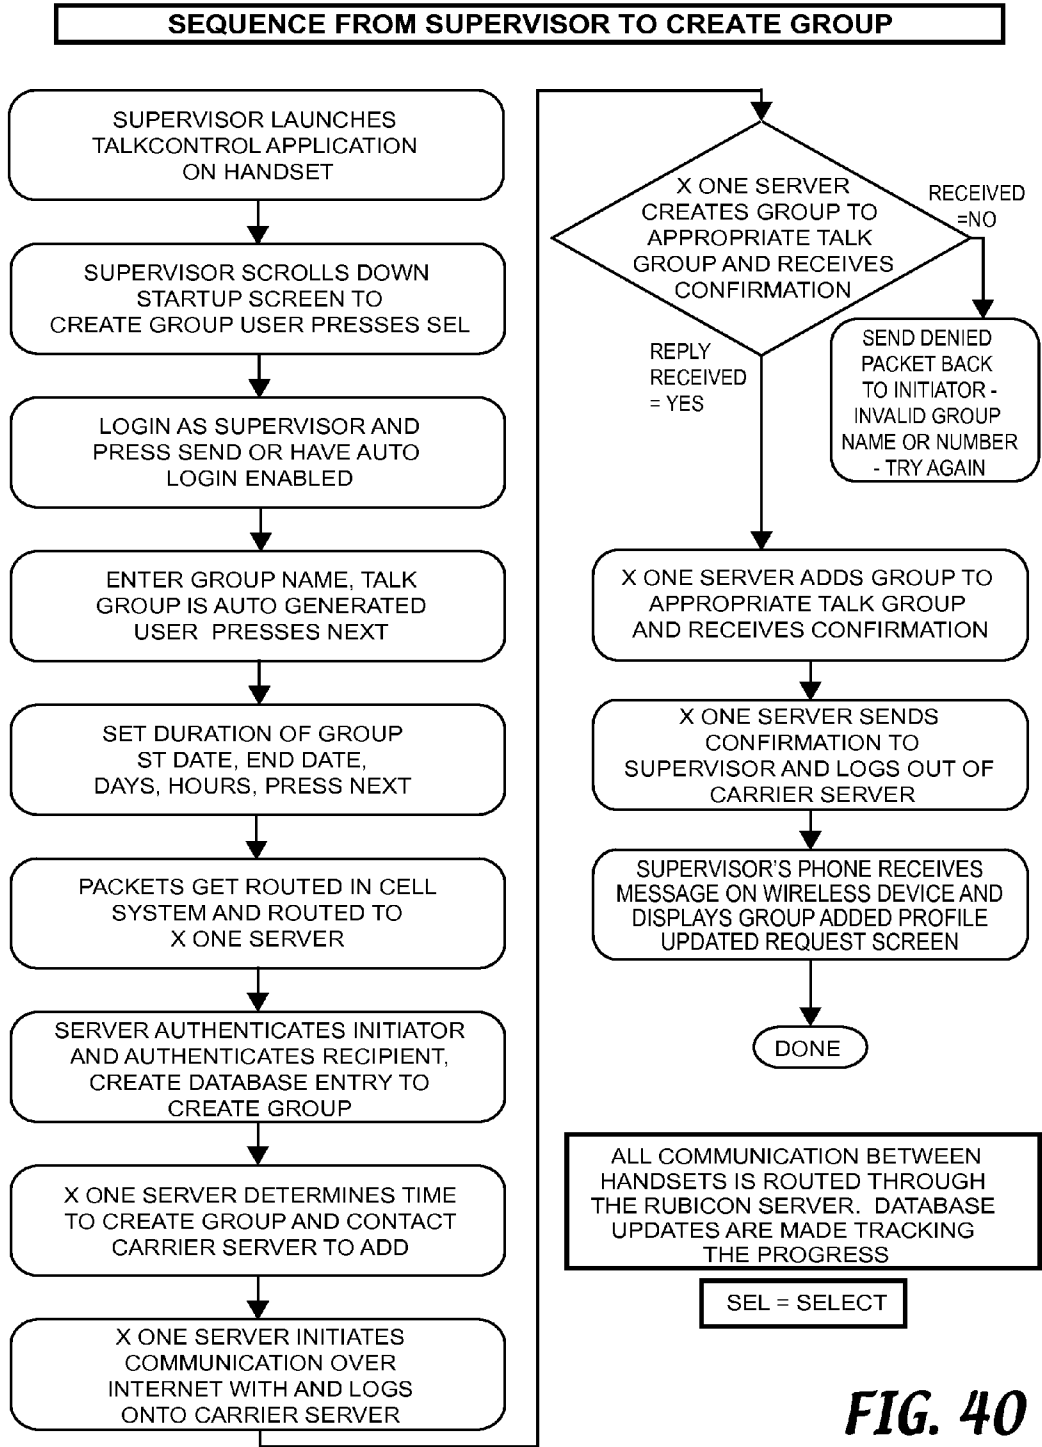 SEQUENCE FROM SUPERVISOR TO CREATE GROUP
SUPERVISOR LAUNCHES
TALKCONTROL APPLICATION
ON HANDSET
SUPERVISOR SCROLLS DOWN
STARTUP SCREEN TO
CREATE GROUP USER PRESSES SEL
LOGIN AS SUPERVISOR AND
PRESS SEND OR HAVE AUTO
LOGIN ENABLED
ENTER GROUP NAME, TALK
GROUP IS AUTO GENERATED
USER PRESSES NEXT
SET DURATION OF GROUP
ST DATE, END DATE,
DAYS, HOURS, PRESS NEXT
PACKETS GET ROUTED IN CELL
SYSTEM AND ROUTED TO
X ONE SERVER
SERVER AUTHENTICATES INITIATOR
AND AUTHENTICATES RECIPIENT,
CREATE DATABASE ENTRY TO
CREATE GROUP
X ONE SERVER DETERMINES TIME
TO CREATE GROUP AND CONTACT
CARRIER SERVER TO ADD
X ONE SERVER INITIATES
COMMUNICATION OVER
INTERNET WITH AND LOGS
ONTO CARRIER SERVER
X ONE SERVER
CREATES GROUP TO
APPROPRIATE TALK
GROUP AND RECEIVES
CONFIRMATION
RECEIVED
=NO
SEND DENIED
PACKET BACK
TO INITIATOR -
INVALID GROUP
NAME OR NUMBER
- TRY AGAIN
REPLY
RECEIVED
= YES
X ONE SERVER ADDS GROUP TO
APPROPRIATE TALK GROUP
AND RECEIVES CONFIRMATION
X ONE SERVER SENDS
CONFIRMATION TO
SUPERVISOR AND LOGS OUT OF
CARRIER SERVER
SUPERVISOR'S PHONE RECEIVES
MESSAGE ON WIRELESS DEVICE AND
DISPLAYS GROUP ADDED PROFILE
UPDATED REQUEST SCREEN
DONE
ALL COMMUNICATION BETWEEN
HANDSETS IS ROUTED THROUGH
THE RUBICON SERVER. DATABASE
UPDATES ARE MADE TRACKING
THE PROGRESS
SEL = SELECT
FIG. 40